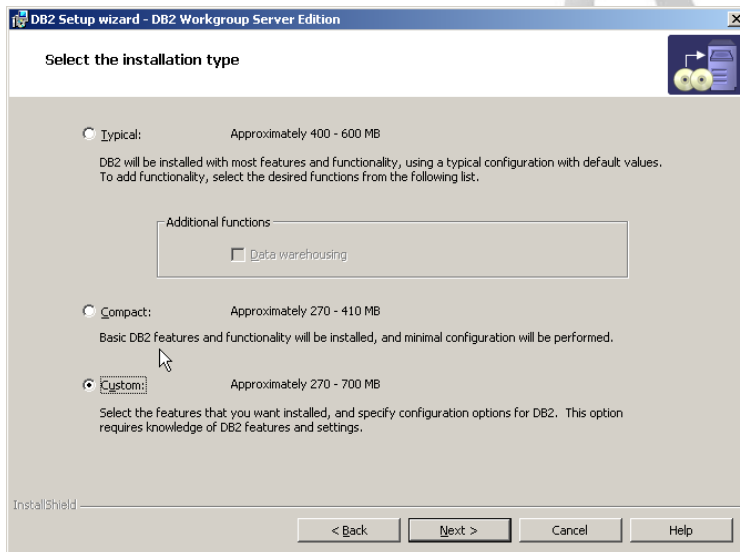 DB2 Setup wizard - DB2 Workgroup Server Edition
Select the installation type
Typical: Approximately 400 - 600 MB
DB2 will be installed with most features and functionality, using a typical configuration with default values.
To add functionality, select the desired functions from the following list.
Additional functions
Data warehousing
Compact: Approximately 270 - 410 MB
Basic DB2 features and functionality will be installed, and minimal configuration will be performed.
Custom: Approximately 270 - 700 MB
Select the features that you want installed, and specify configuration options for DB2. This option
requires knowledge of DB2 features and settings.
InstallShield
< Back Next > Cancel Help